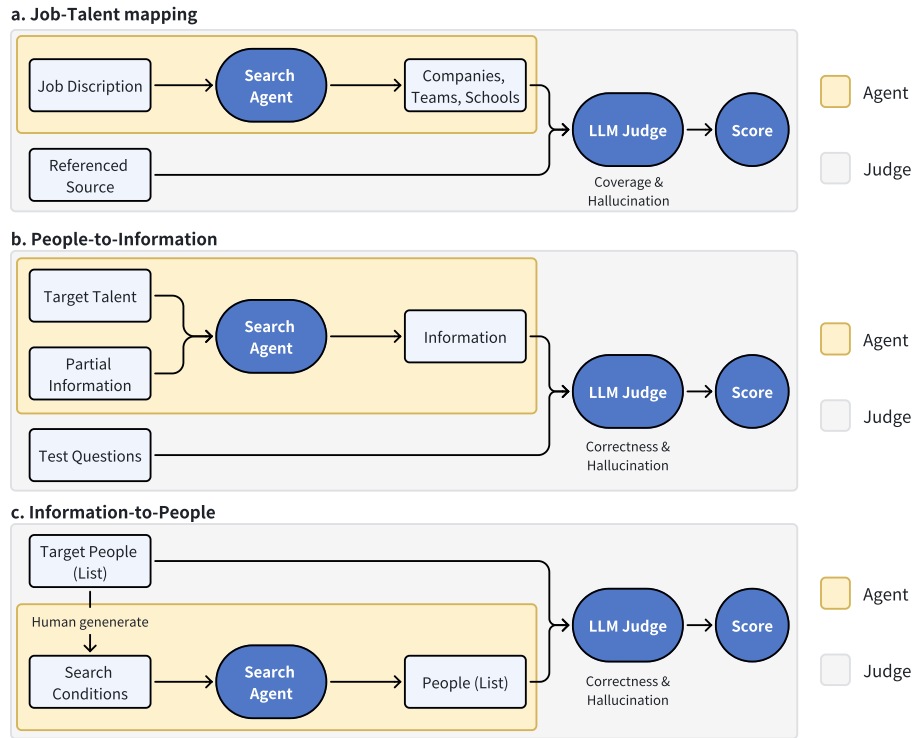 a. Job-Talent mapping
Job Discription
Search
Agent
Companies,
Teams, Schools
LLM Judge
Score
Coverage &
Hallucination
Referenced
Source
Agent
Judge
b. People-to-Information
Target Talent
Partial
Information
Search
Agent
Information
LLM Judge
Score
Correctness &
Hallucination
Test Questions
Agent
Judge
c. Information-to-People
Target People
(List)
Human genenerate
Search
Conditions
Search
Agent
People (List)
LLM Judge
Score
Correctness &
Hallucination
Agent
Judge